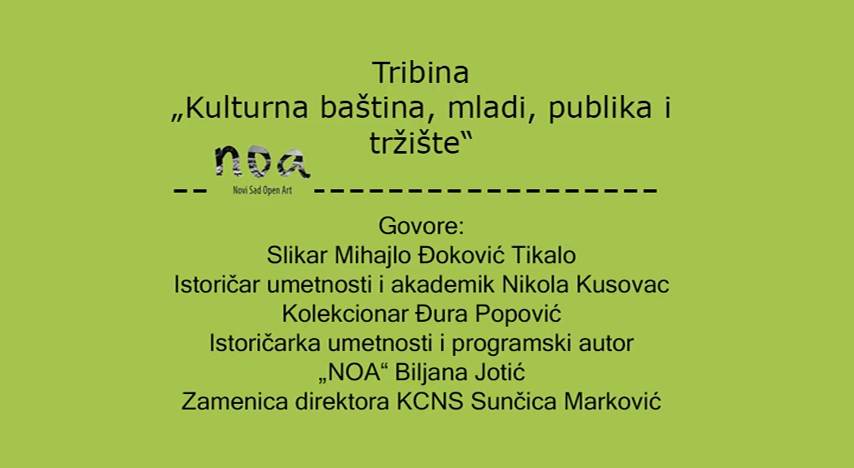 Tribina
„Kulturna baština, mladi, publika i
tržište“
noa
Novi Sad Open Art
Govore:
Slikar Mihajlo Đoković Tikalo
Istoričar umetnosti i akademik Nikola Kusovac
Kolekcionar Đura Popović
Istoričarka umetnosti i programski autor
„NOA“ Biljana Jotić
Zamenica direktora KCNS Sunčica Marković